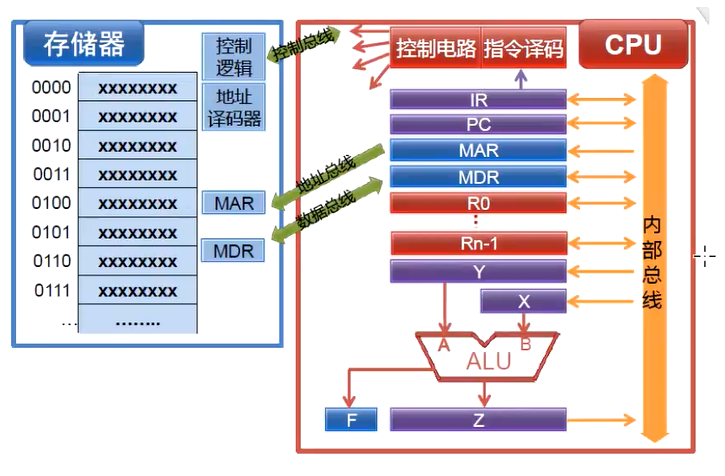 存储器
控制
逻辑
地址
译码器
0000 xxxxxxxx
0001 xxxxxxxx
0010 xxxxxxxx
0011 xxxxxxxx
0100 xxxxxxxx
0101 xxxxxxxx
0110 xxxxxxxx
0111 xxxxxxxx
... ........
MAR
MDR
控制总线
地址总线
数据总线
控制电路 指令译码
CPU
IR
PC
MAR
MDR
R0
Rn-1
Y
X
A B
ALU
F
Z
内部总线